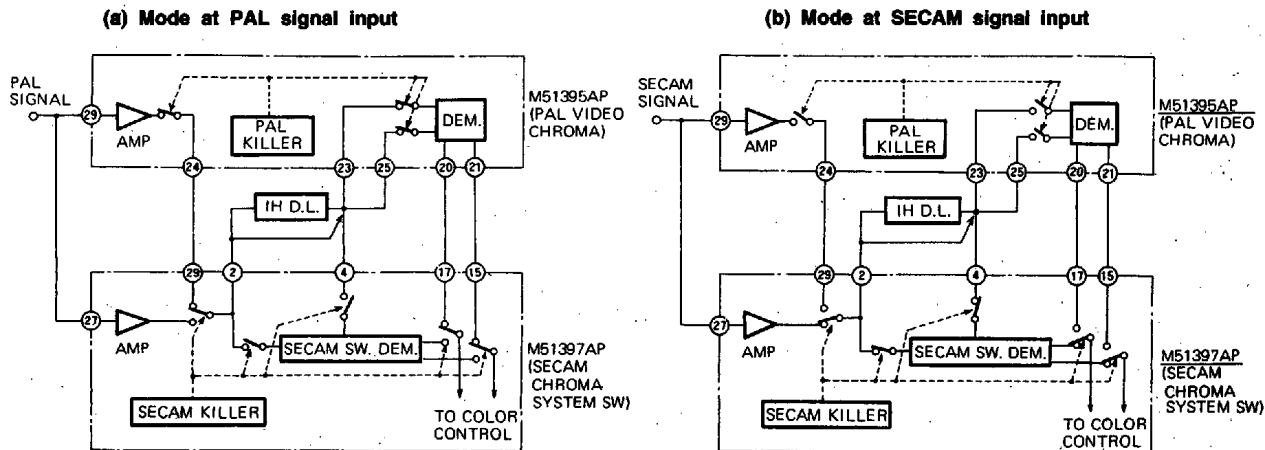 (a) Mode at PAL signal input
PAL
SIGNAL
29
AMP
PAL
KILLER
DEM.
M51395AP
(PAL VIDEO
CHROMA)
24
23
25
20
21
IH D.L.
29
2
4
17
15
27
AMP
SECAM SW. DEM.
SECAM KILLER
TO COLOR
CONTROL
M51397AP
(SECAM
CHROMA
SYSTEM SW)
(b) Mode at SECAM signal input
SECAM
SIGNAL
29
AMP
PAL
KILLER
DEM.
M51395AP
(PAL VIDEO
CHROMA)
24
23
25
20
21
IH D.L.
29
2
4
17
15
27
AMP
SECAM SW. DEM.
SECAM KILLER
TO COLOR
CONTROL
M51397AP
(SECAM
CHROMA
SYSTEM SW)